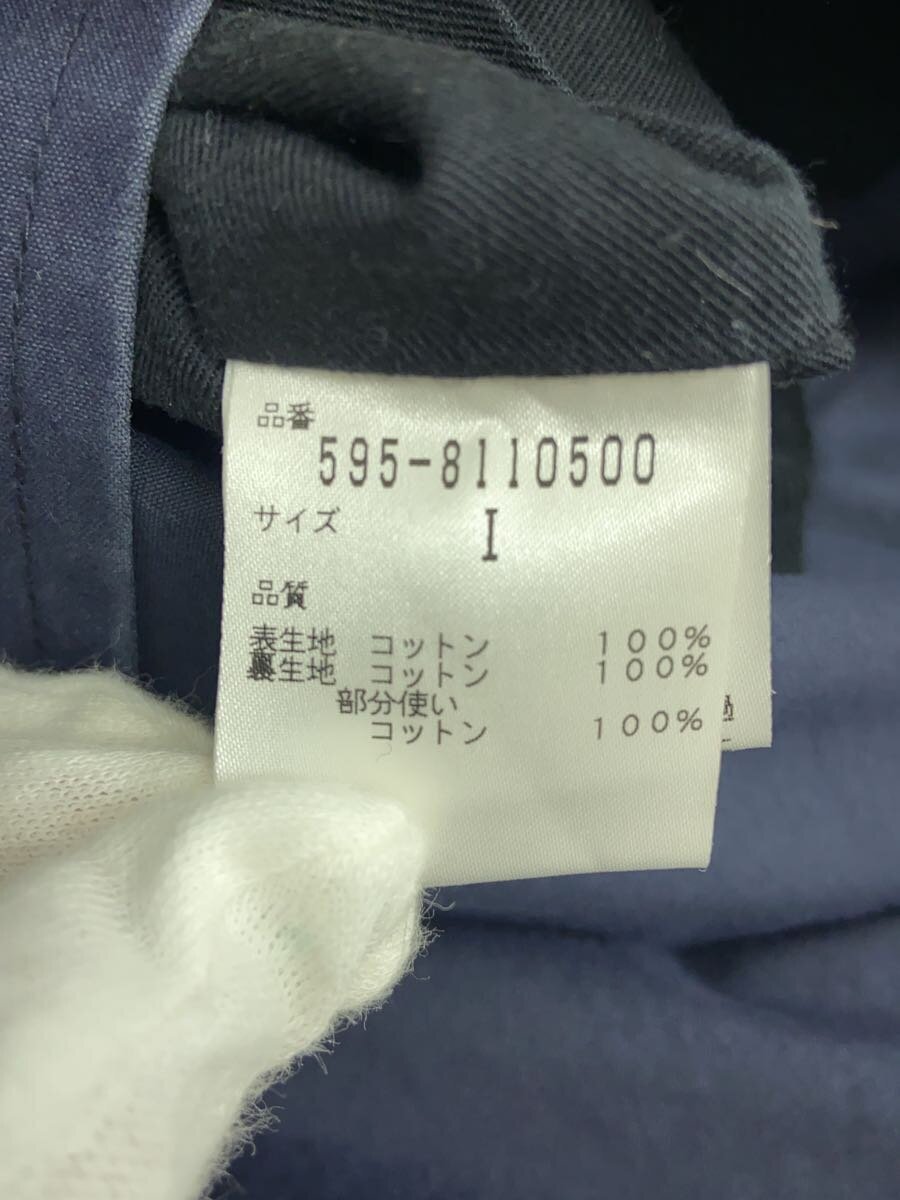 品番
595-8110500
サイズ I
品質
表生地 コットン 100%
裏生地 コットン 100%
部分使い
コットン 100%